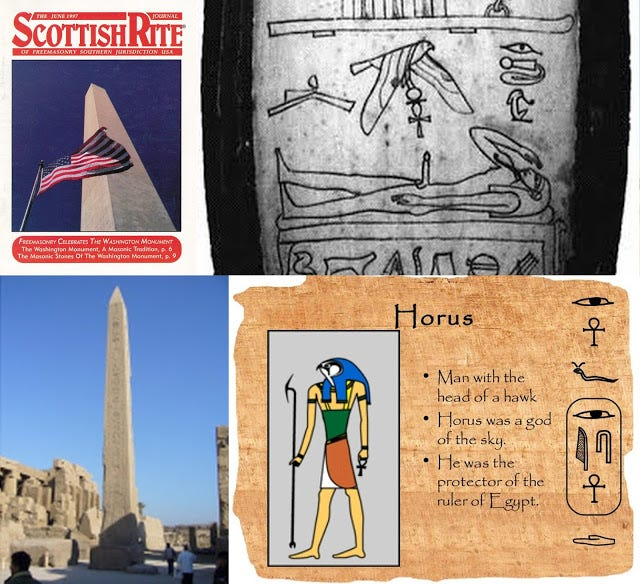 THE JUNE 1997 JOURNAL
SCOTTISH RITE
OF FREEMASONRY SOUTHERN JURISDICTION USA
FREEMASONRY CELEBRATES THE WASHINGTON MONUMENT
The Washington Monument, A Masonic Tradition, p. 6
The Masonic Stones Of The Washington Monument, p. 9
Horus
• Man with the
head of a hawk
• Horus was a god
of the sky.
• He was the
protector of the
ruler of Egypt.